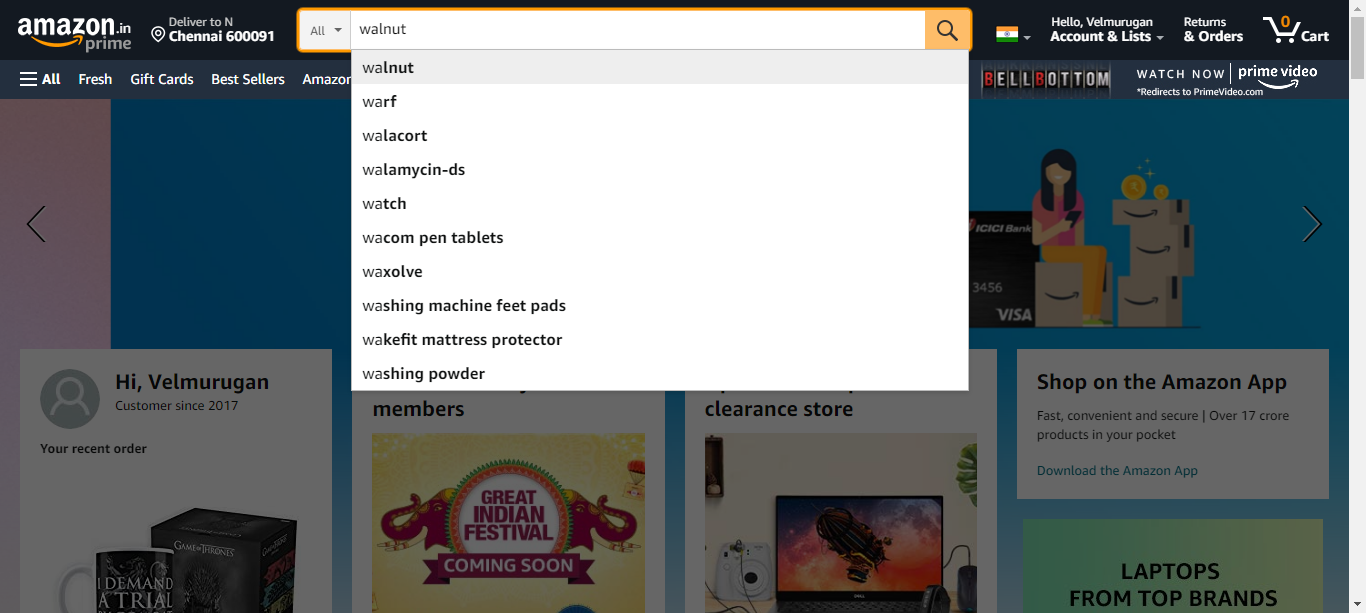 amazon.in
prime
Deliver to N
Chennai 600091
All
walnut
Hello, Velmurugan
Account & Lists
Returns
& Orders
0
Cart
All
Fresh
Gift Cards
Best Sellers
Amazon
BELLBOTTOM
WATCH NOW
prime video
*Redirects to PrimeVideo.com
walnut
warf
walacort
walamycin-ds
watch
wacom pen tablets
waxolve
washing machine feet pads
wakefit mattress protector
washing powder
ICICI Bank
3456
VISA
Hi, Velmurugan
Customer since 2017
Your recent order
GAME OF THRONES
I DEMAND
A TRIAL
members
GREAT
INDIAN
FESTIVAL
COMING SOON
clearance store
DELL
Shop on the Amazon App
Fast, convenient and secure | Over 17 crore
products in your pocket
Download the Amazon App
LAPTOPS
FROM TOP BRANDS